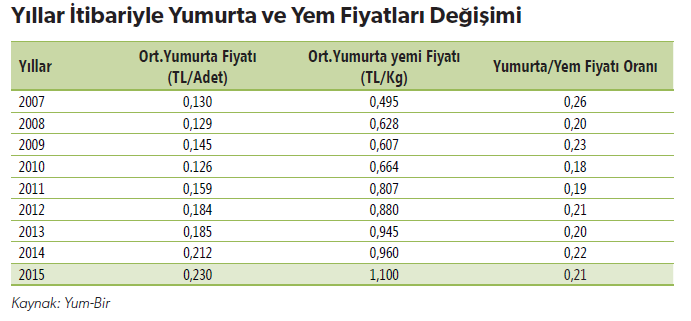 Yıllar İtibariyle Yumurta ve Yem Fiyatları Değişimi
Yıllar Ort.Yumurta Fiyatı (TL/Adet) Ort.Yumurta yemi Fiyatı (TL/Kg) Yumurta/Yem Fiyatı Oranı
2007 0,130 0,495 0,26
2008 0,129 0,628 0,20
2009 0,145 0,607 0,23
2010 0.126 0,664 0,18
2011 0,159 0,807 0,19
2012 0,184 0,880 0,21
2013 0,185 0,945 0,20
2014 0,212 0,960 0,22
2015 0,230 1,100 0,21
Kaynak: Yum-Bir